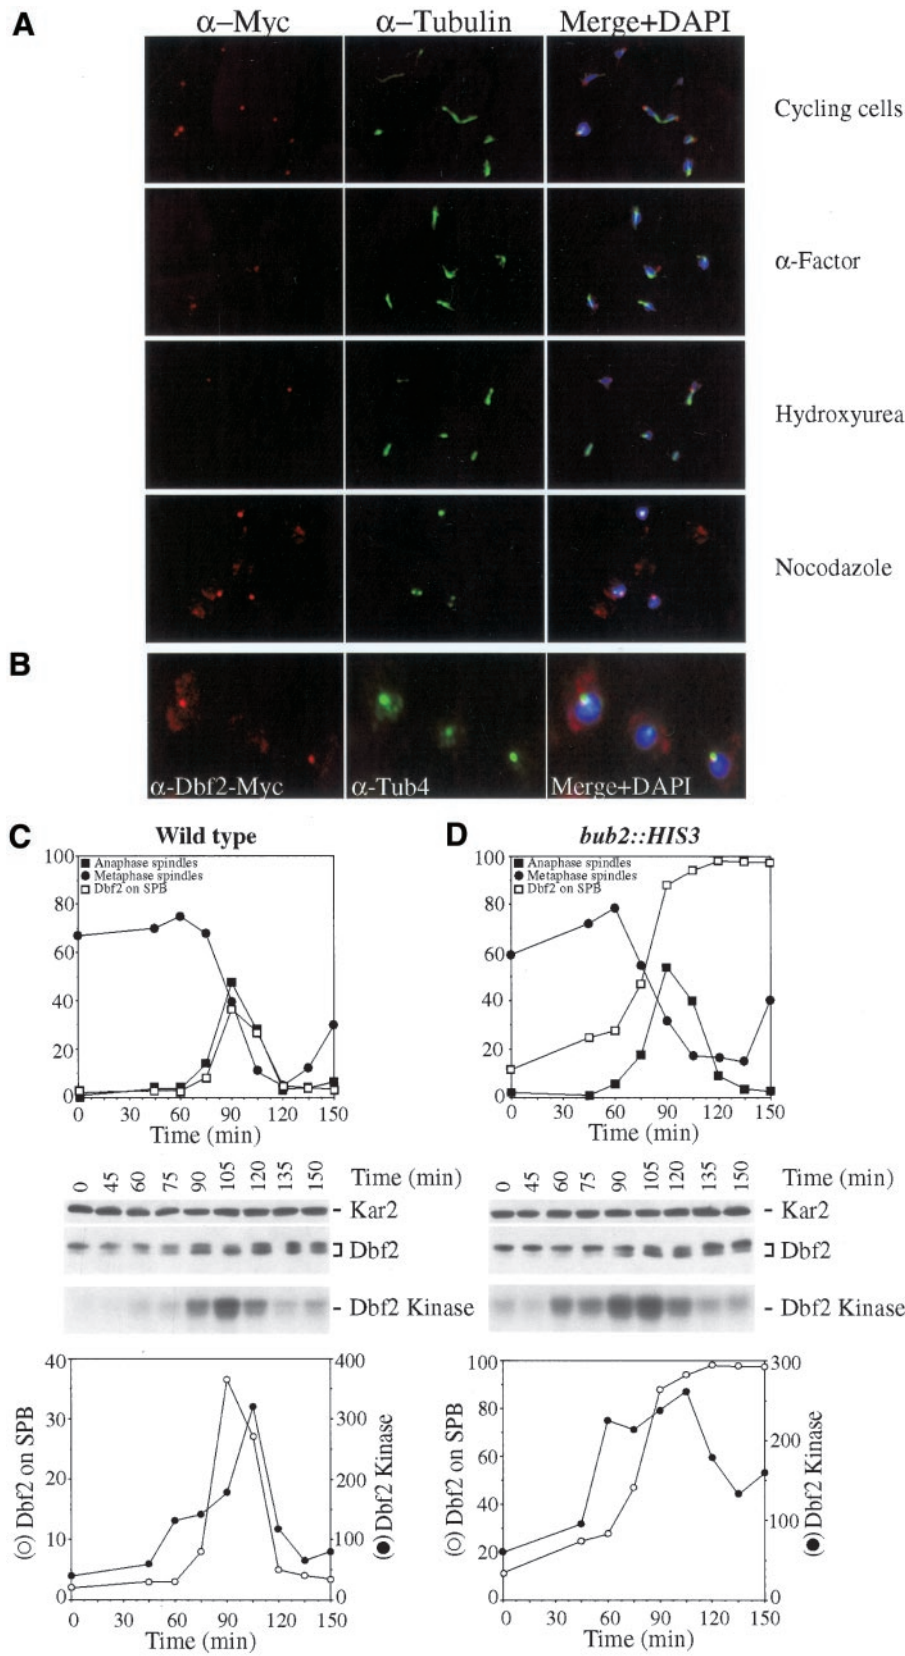 A
α–Myc α–Tubulin Merge+DAPI
Cycling cells
α-Factor
Hydroxyurea
Nocodazole
B
α-Dbf2-Myc α-Tub4 Merge+DAPI
C Wild type
Anaphase spindles
Metaphase spindles
Dbf2 on SPB
100
80
60
40
20
0
0 30 60 90 120 150
Time (min)
0 45 60 75 90 105 120 135 150 Time (min)
Kar2
Dbf2
Dbf2 Kinase
(○) Dbf2 on SPB
40
30
20
10
0
400
300
200
100
0
(●) Dbf2 Kinase
0 30 60 90 120 150
Time (min)
D bub2::HIS3
Anaphase spindles
Metaphase spindles
Dbf2 on SPB
100
80
60
40
20
0
0 30 60 90 120 150
Time (min)
0 45 60 75 90 105 120 135 150 Time (min)
Kar2
Dbf2
Dbf2 Kinase
(○) Dbf2 on SPB
100
80
60
40
20
0
300
200
100
0
(●) Dbf2 Kinase
0 30 60 90 120 150
Time (min)